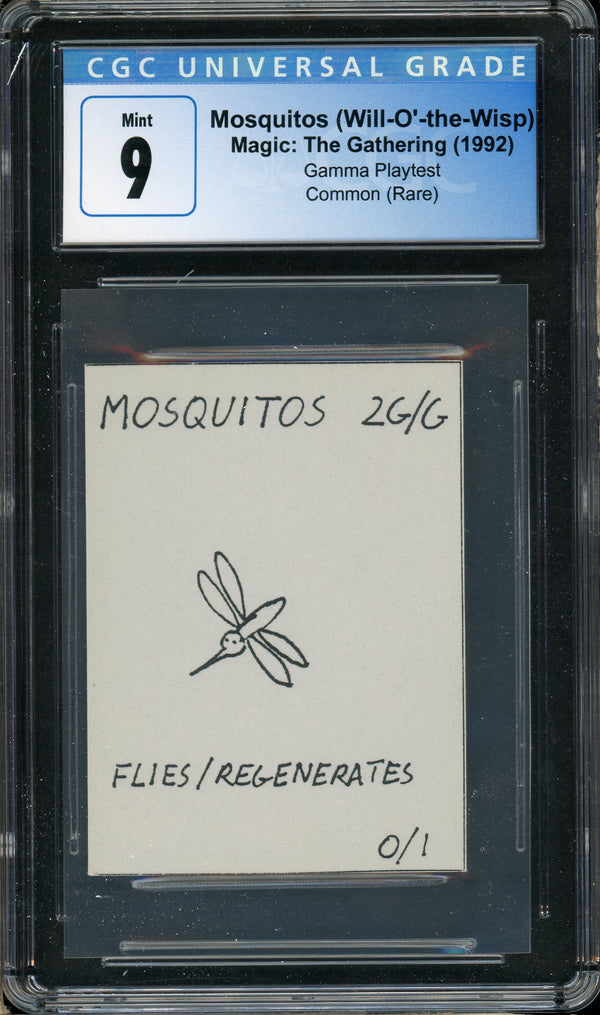 CGC UNIVERSAL GRADE
Mint
9
Mosquitos (Will-O'-the-Wisp)
Magic: The Gathering (1992)
Gamma Playtest
Common (Rare)
MOSQUITOS 2G/G
FLIES/REGENERATES
0/1